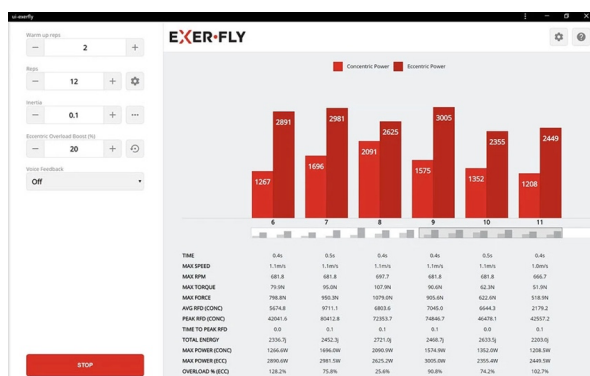 ui-exerfly
Warm up reps
2
Reps
12
Inertia
0.1
Eccentric Overload Boost (%)
20
Voice Feedback
Off
STOP
EXER·FLY
Concentric Power Eccentric Power
1267 2891 1696 2981 2091 2625 1575 3005 1352 2355 1208 2449
6 7 8 9 10 11
TIME 0.4s 0.5s 0.4s 0.4s 0.5s 0.4s
MAX SPEED 1.1m/s 1.1m/s 1.1m/s 1.1m/s 1.1m/s 1.0m/s
MAX RPM 681.8 681.8 697.7 681.8 681.8 666.7
MAX TORQUE 79.9N 95.0N 107.9N 90.6N 62.3N 51.9N
MAX FORCE 798.8N 950.3N 1079.0N 905.6N 622.6N 518.9N
AVG RFD (CONC) 5674.8 9711.1 6803.6 7045.0 6644.3 2179.2
PEAK RFD (CONC) 42041.6 80412.8 72353.7 74846.7 46478.1 42557.2
TIME TO PEAK RFD 0.0 0.1 0.1 0.0 0.1 0.1
TOTAL ENERGY 2336.7j 2452.3j 2721.0j 2468.7j 2633.5j 2203.0j
MAX POWER (CONC) 1266.6W 1696.0W 2090.9W 1574.9W 1352.0W 1208.5W
MAX POWER (ECC) 2890.6W 2981.5W 2625.2W 3005.0W 2355.4W 2449.5W
OVERLOAD % (ECC) 128.2% 75.8% 25.6% 90.8% 74.2% 102.7%